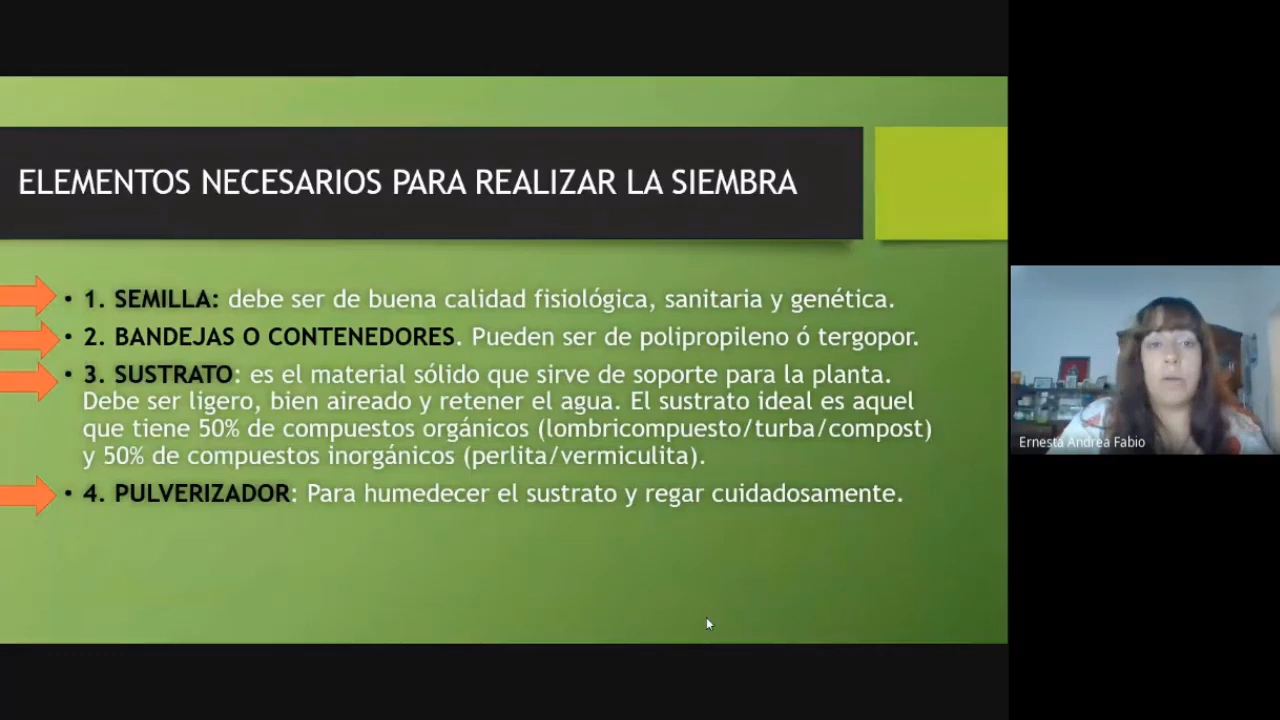 ELEMENTOS NECESARIOS PARA REALIZAR LA SIEMBRA
• 1. SEMILLA: debe ser de buena calidad fisiológica, sanitaria y genética.
• 2. BANDEJAS O CONTENEDORES. Pueden ser de polipropileno ó tergopor.
• 3. SUSTRATO: es el material sólido que sirve de soporte para la planta.
Debe ser ligero, bien aireado y retener el agua. El sustrato ideal es aquel
que tiene 50% de compuestos orgánicos (lombricompuesto/turba/compost)
y 50% de compuestos inorgánicos (perlita/vermiculita).
• 4. PULVERIZADOR: Para humedecer el sustrato y regar cuidadosamente.
Ernesta Andrea Fabio